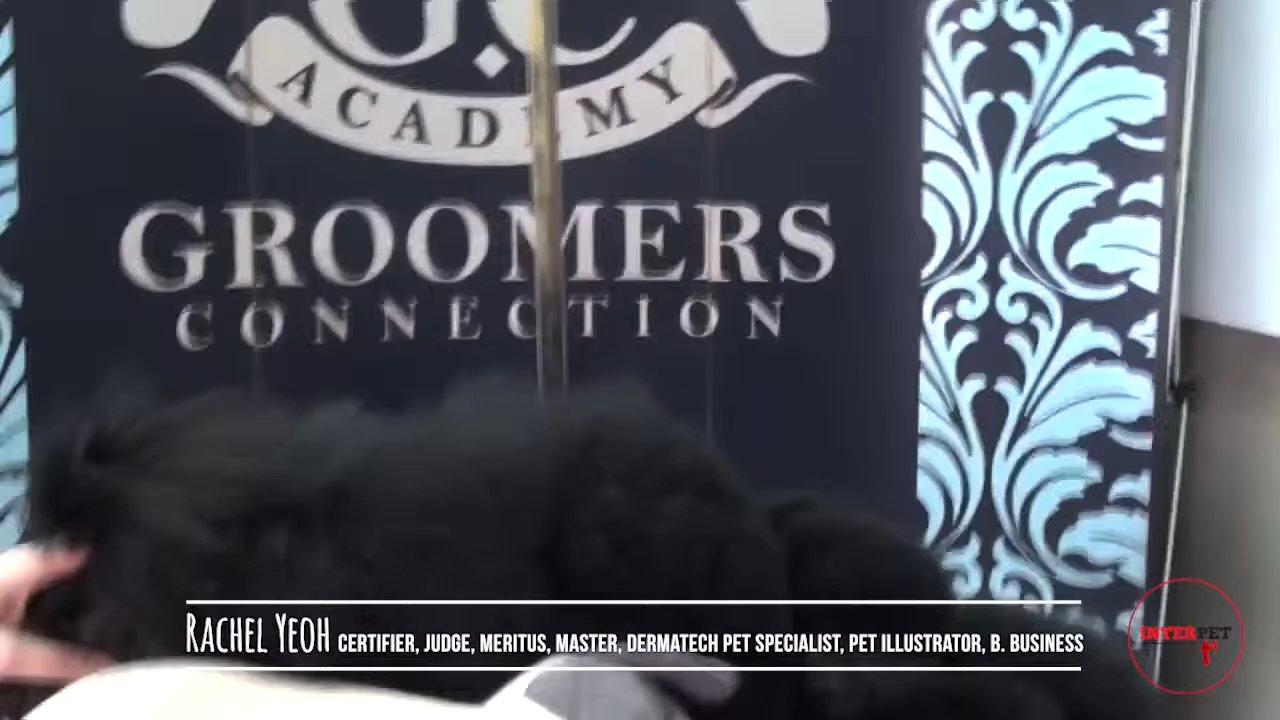 G.C
ACADEMY
GROOMERS
CONNECTION
RACHEL YEOH CERTIFIER, JUDGE, MERITUS, MASTER, DERMATECH PET SPECIALIST, PET ILLUSTRATOR, B. BUSINESS
INTERPET